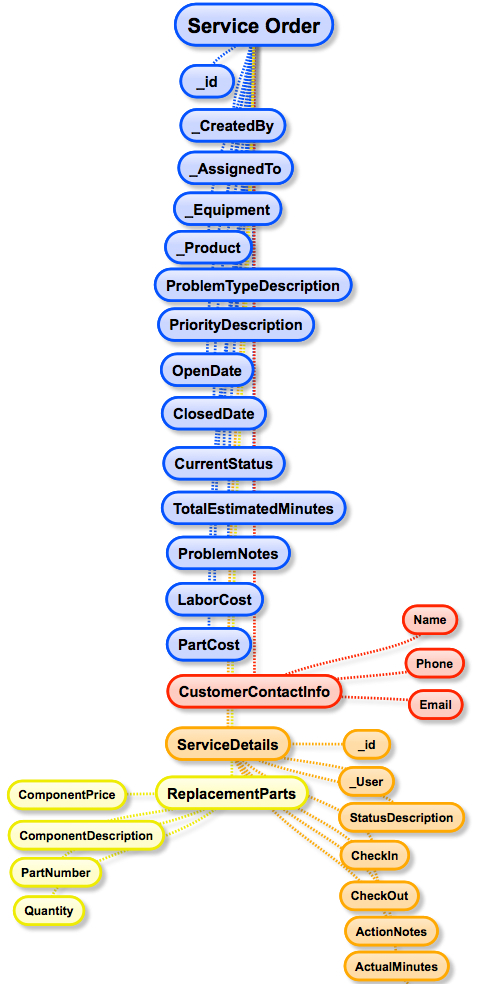 Service Order
_id
_CreatedBy
_AssignedTo
_Equipment
_Product
ProblemTypeDescription
PriorityDescription
OpenDate
ClosedDate
CurrentStatus
TotalEstimatedMinutes
ProblemNotes
LaborCost
PartCost
CustomerContactInfo
Name
Phone
Email
ServiceDetails
_id
_User
StatusDescription
CheckIn
CheckOut
ActionNotes
ActualMinutes
ReplacementParts
ComponentPrice
ComponentDescription
PartNumber
Quantity